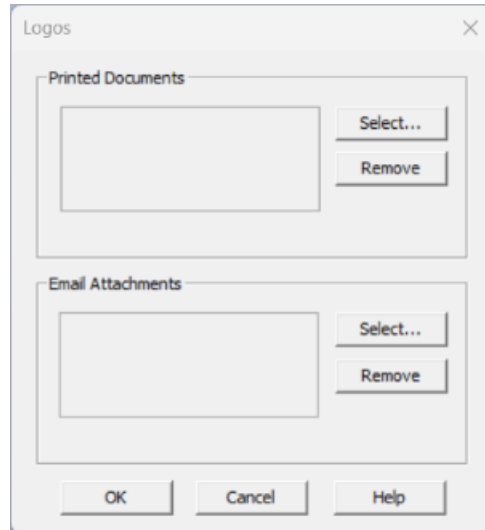 Logos
Printed Documents
Select...
Remove
Email Attachments
Select...
Remove
OK
Cancel
Help